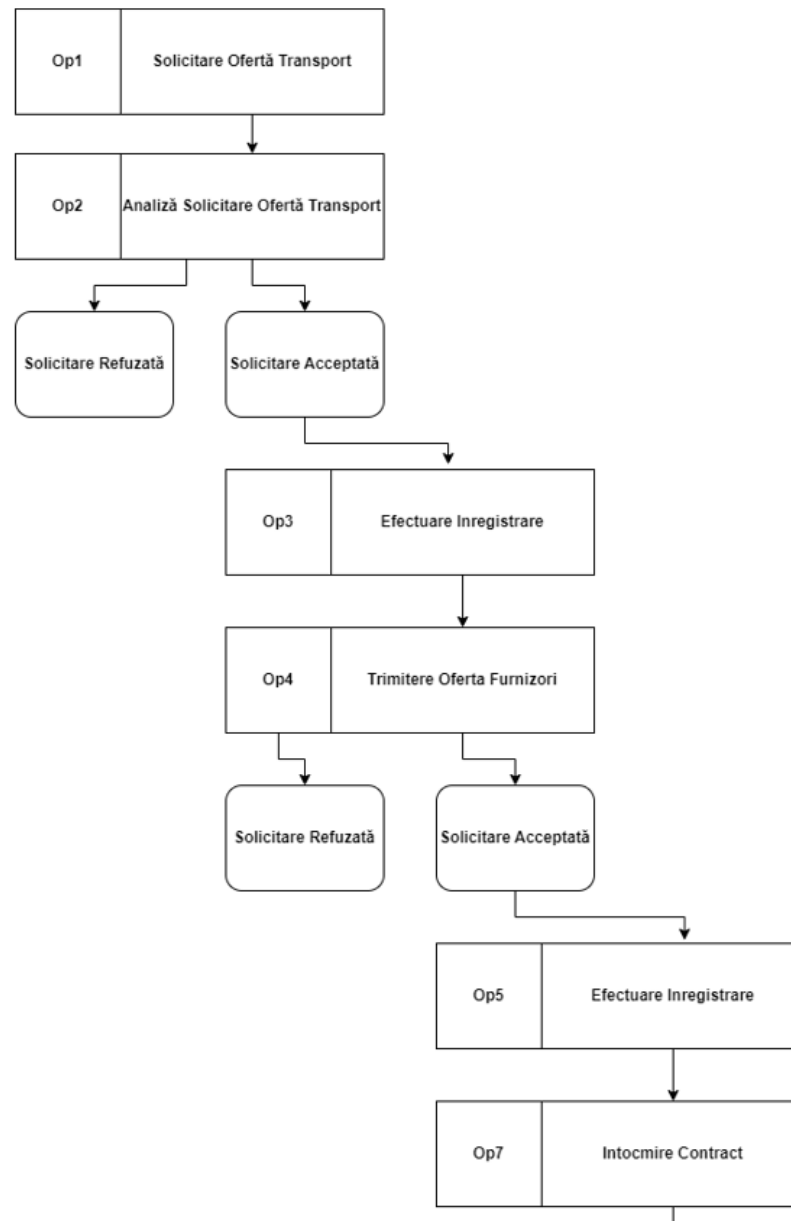 Op1
Solicitare Ofertă Transport
Op2
Analiză Solicitare Ofertă Transport
Solicitare Refuzată
Solicitare Acceptată
Op3
Efectuare Inregistrare
Op4
Trimitere Oferta Furnizori
Solicitare Refuzată
Solicitare Acceptată
Op5
Efectuare Inregistrare
Op7
Intocmire Contract